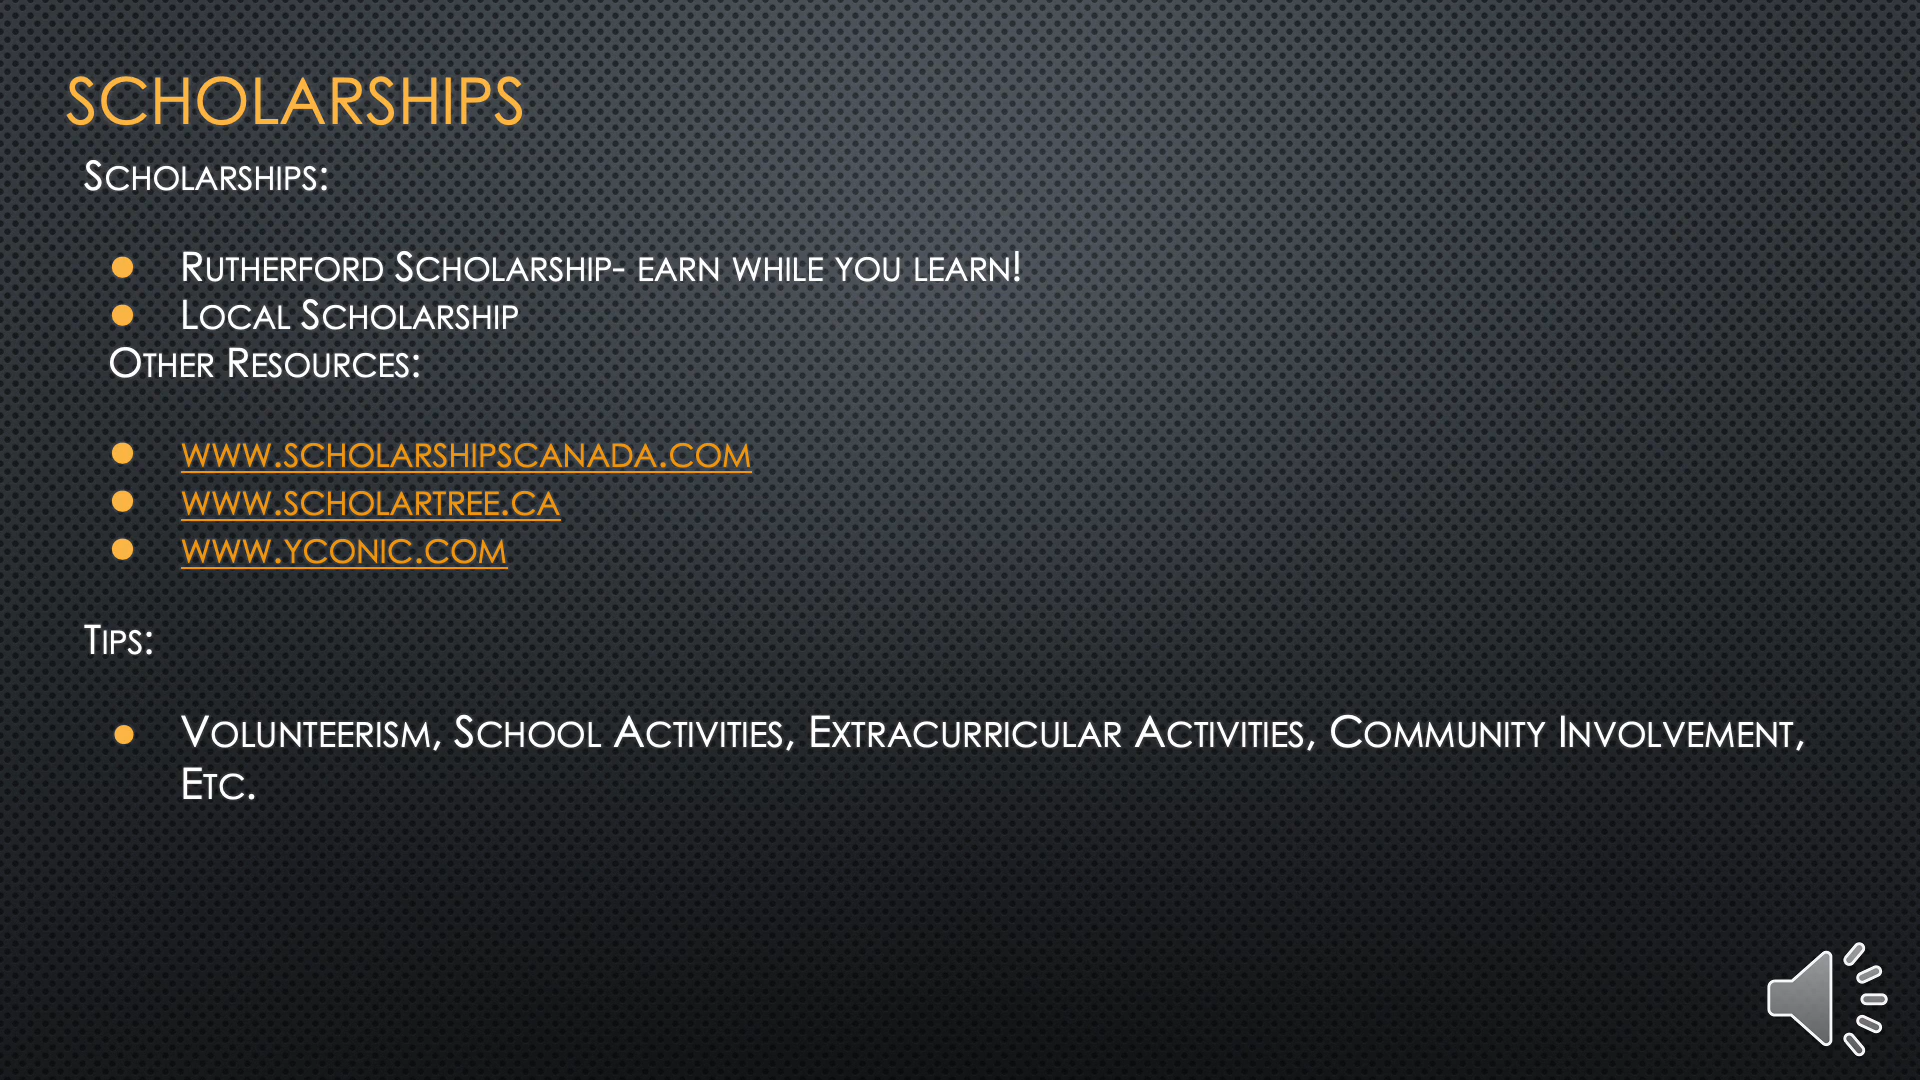 SCHOLARSHIPS
Scholarships:
Rutherford Scholarship- earn while you learn!
Local Scholarship
Other Resources:
www.scholarshipscanada.com
www.scholartree.ca
www.yconic.com
Tips:
Volunteerism, School Activities, Extracurricular Activities, Community Involvement,
Etc.